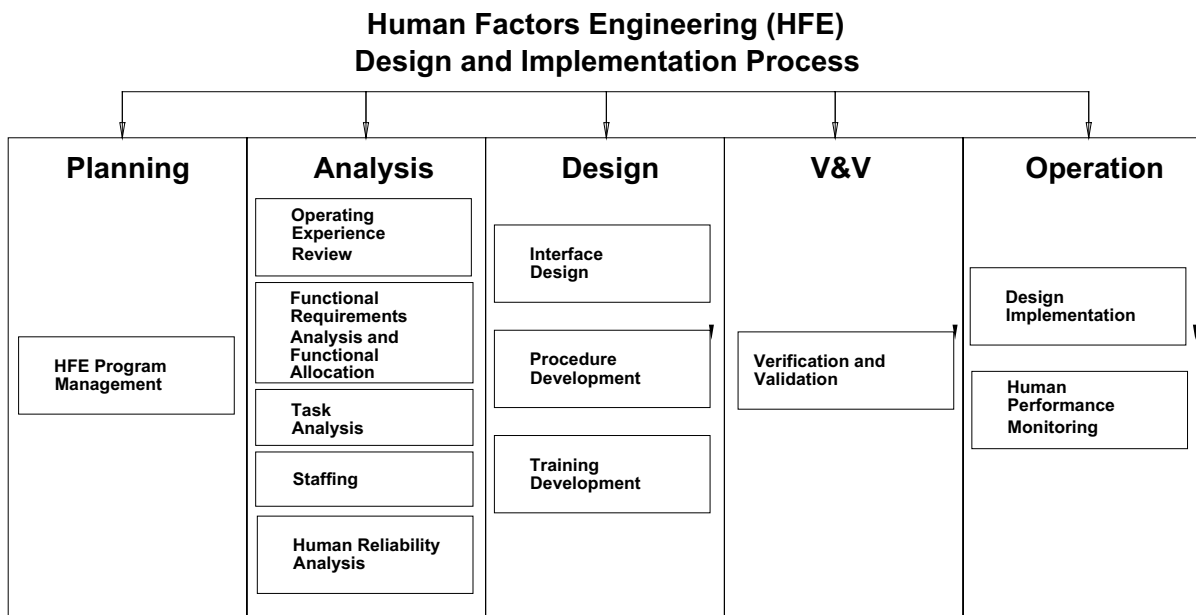 Human Factors Engineering (HFE)
Design and Implementation Process
Planning
HFE Program
Management
Analysis
Operating
Experience
Review
Functional
Requirements
Analysis and
Functional
Allocation
Task
Analysis
Staffing
Human Reliability
Analysis
Design
Interface
Design
Procedure
Development
Training
Development
V&V
Verification and
Validation
Operation
Design
Implementation
Human
Performance
Monitoring